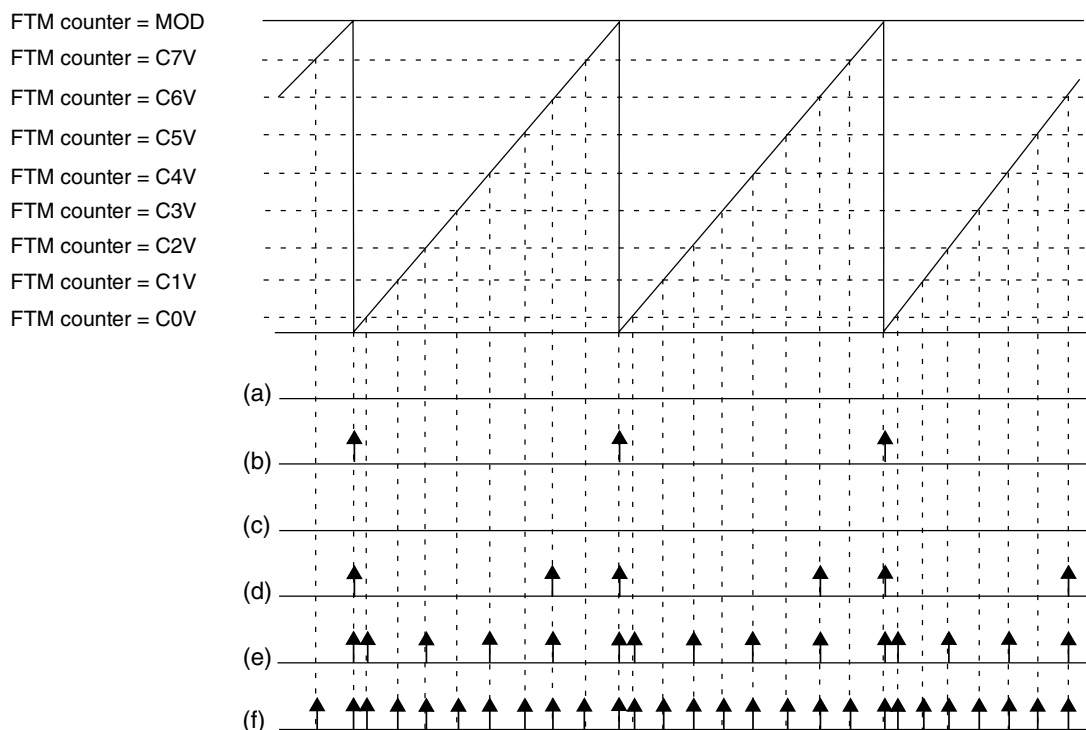 FTM counter = MOD
FTM counter = C7V
FTM counter = C6V
FTM counter = C5V
FTM counter = C4V
FTM counter = C3V
FTM counter = C2V
FTM counter = C1V
FTM counter = C0V
(a)
(b)
(c)
(d)
(e)
(f)